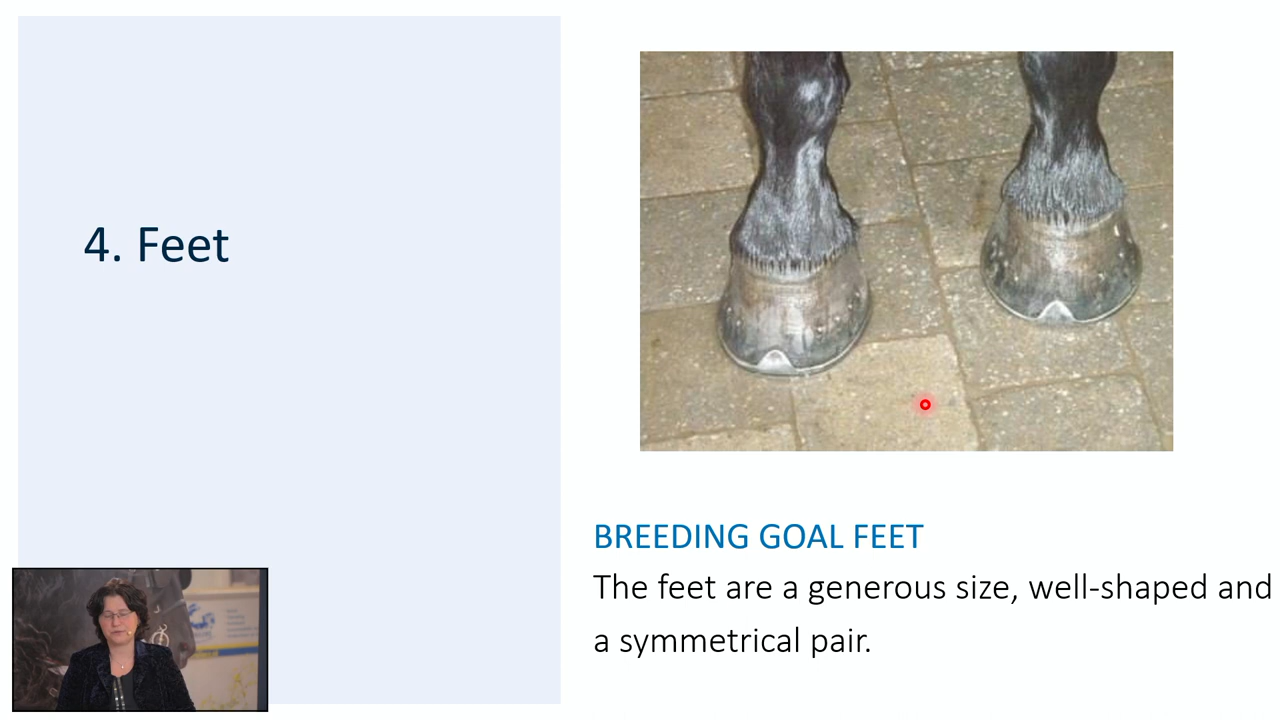 4. Feet
BREEDING GOAL FEET
The feet are a generous size, well-shaped and
a symmetrical pair.